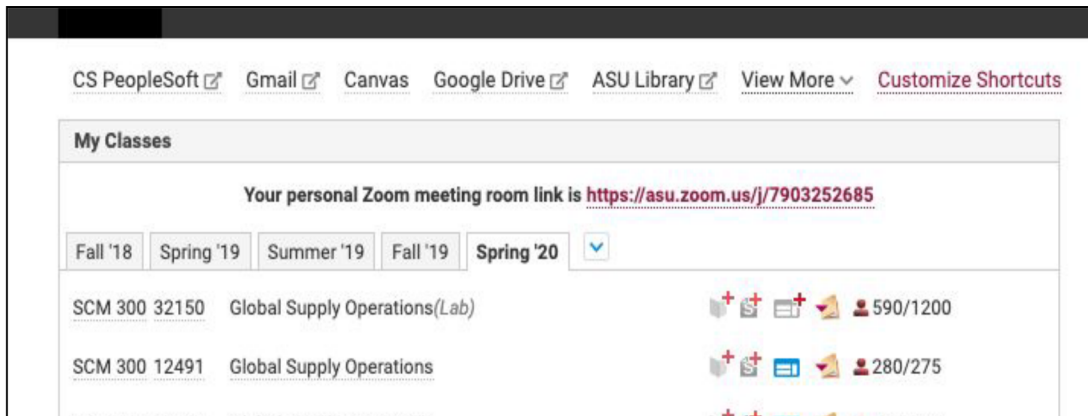 CS PeopleSoft Gmail Canvas Google Drive ASU Library View More Customize Shortcuts
My Classes
Your personal Zoom meeting room link is https://asu.zoom.us/j/7903252685
Fall '18 Spring '19 Summer '19 Fall '19 Spring '20
SCM 300 32150 Global Supply Operations(Lab) 590/1200
SCM 300 12491 Global Supply Operations 280/275